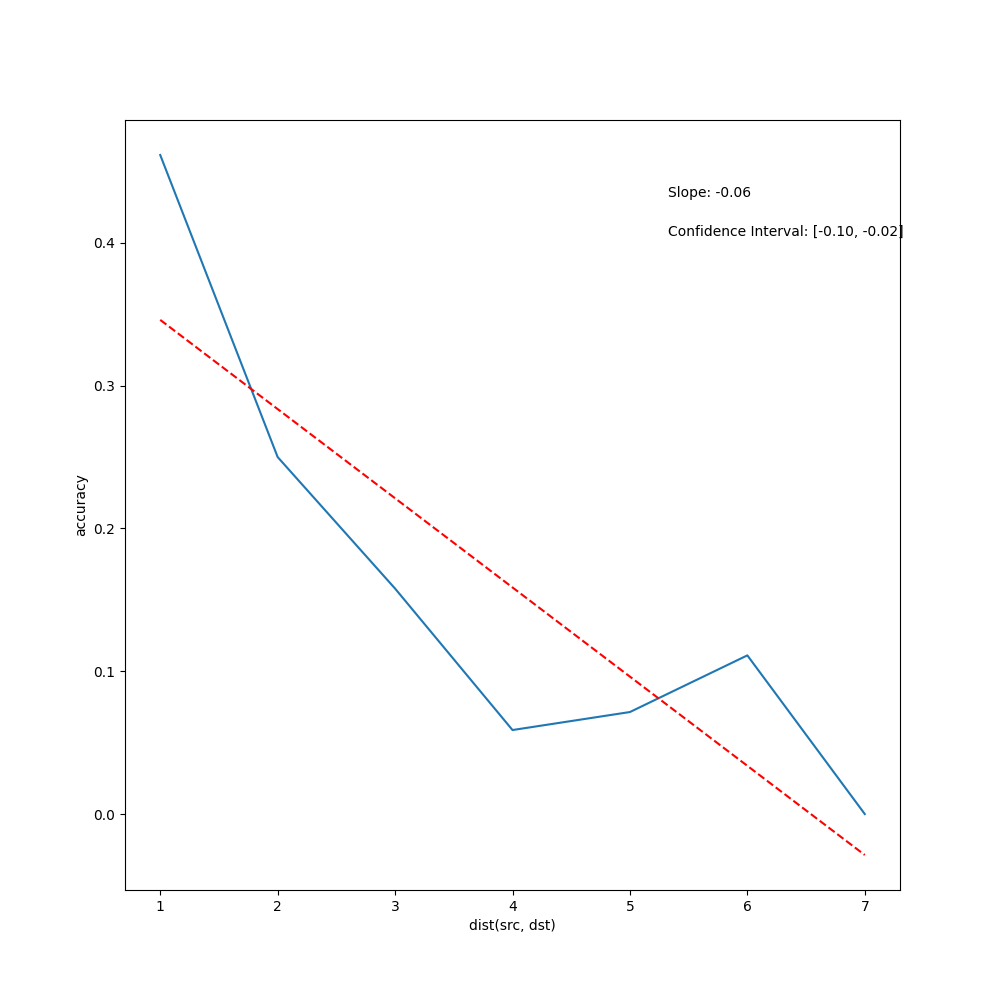 Slope: -0.06
Confidence Interval: [-0.10, -0.02]
accuracy
0.4
0.3
0.2
0.1
0.0
1 2 3 4 5 6 7
dist(src, dst)